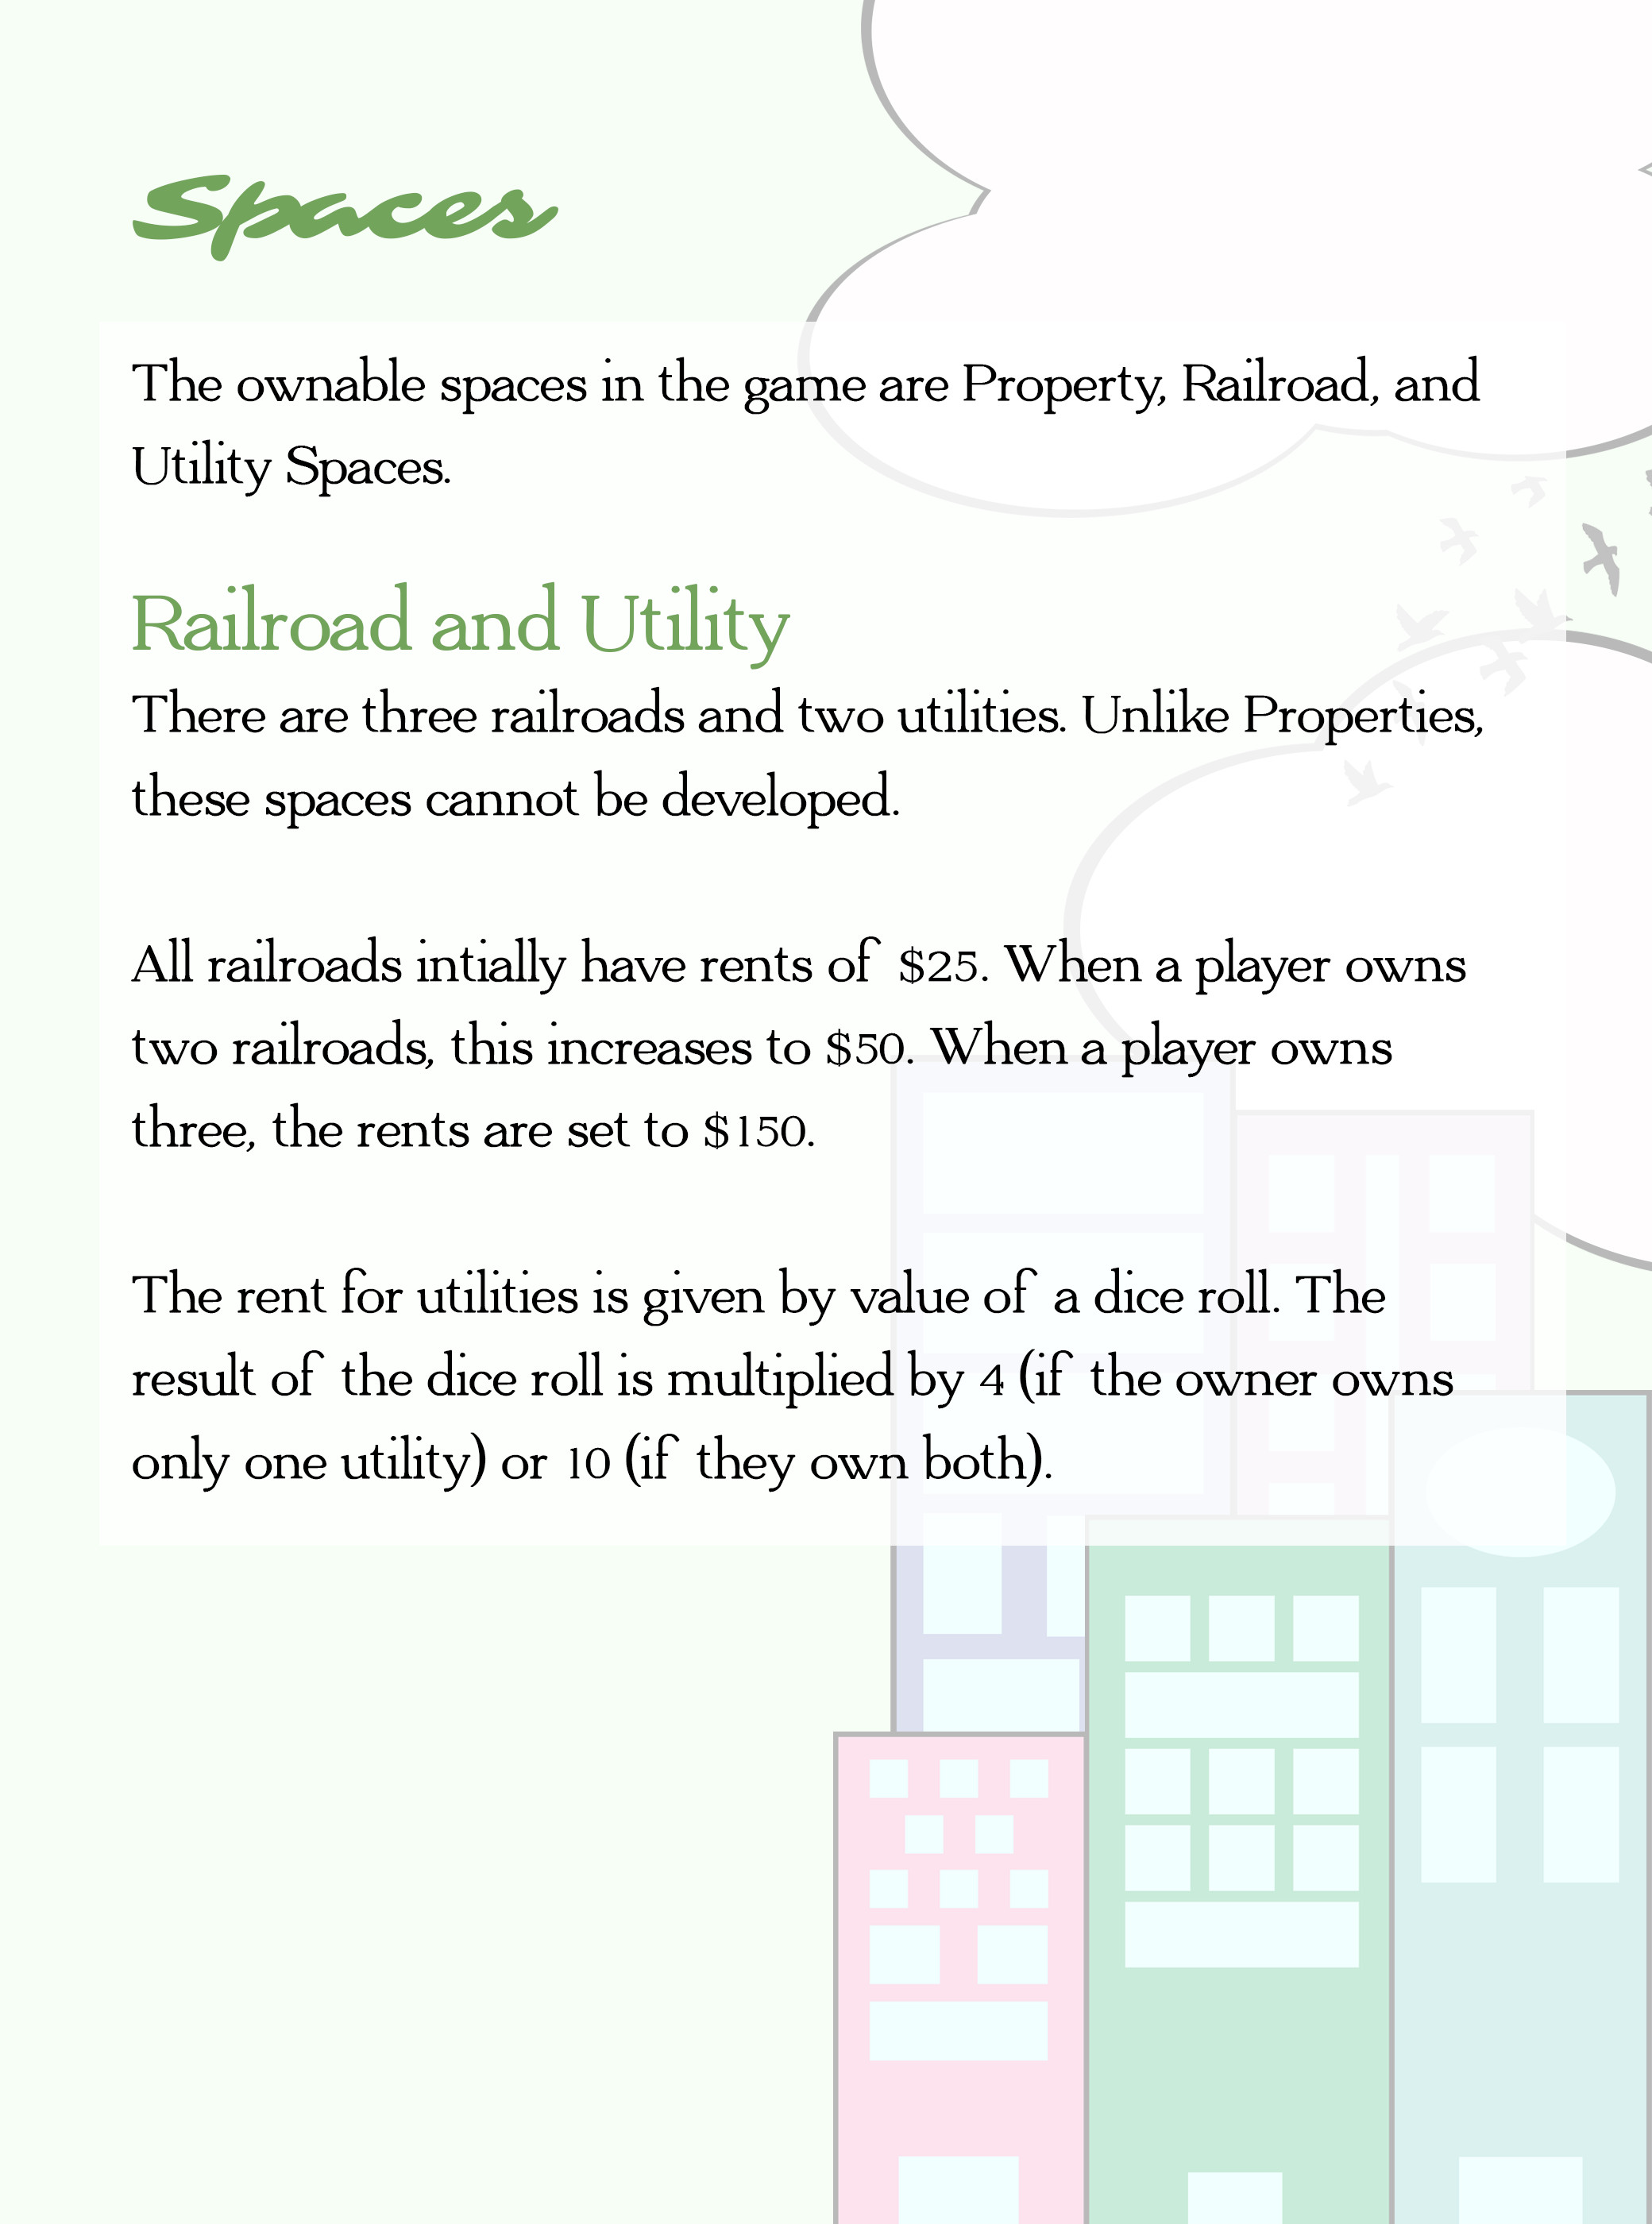 Spaces
The ownable spaces in the game are Property, Railroad, and
Utility Spaces.
Railroad and Utility
There are three railroads and two utilities. Unlike Properties,
these spaces cannot be developed.
All railroads intially have rents of $25. When a player owns
two railroads, this increases to $50. When a player owns
three, the rents are set to $150.
The rent for utilities is given by value of a dice roll. The
result of the dice roll is multiplied by 4 (if the owner owns
only one utility) or 10 (if they own both).